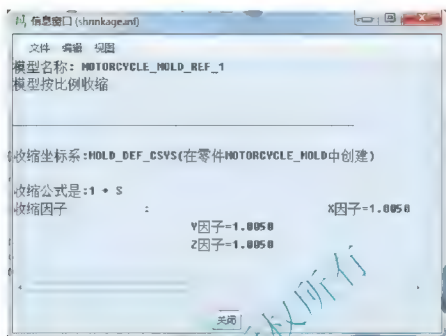 信息窗口 (shrinkage.inf)
文件 编辑 视图
模型名称: MOTORCYCLE_MOLD_REF_1
模型按比例收缩
收缩坐标系:MOLD_DEF_CSYS(在零件MOTORCYCLE_MOLD中创建)
收缩公式是:1 + S
收缩因子 : X因子=1.0050
Y因子=1.0050
Z因子=1.0050
关闭
权所有